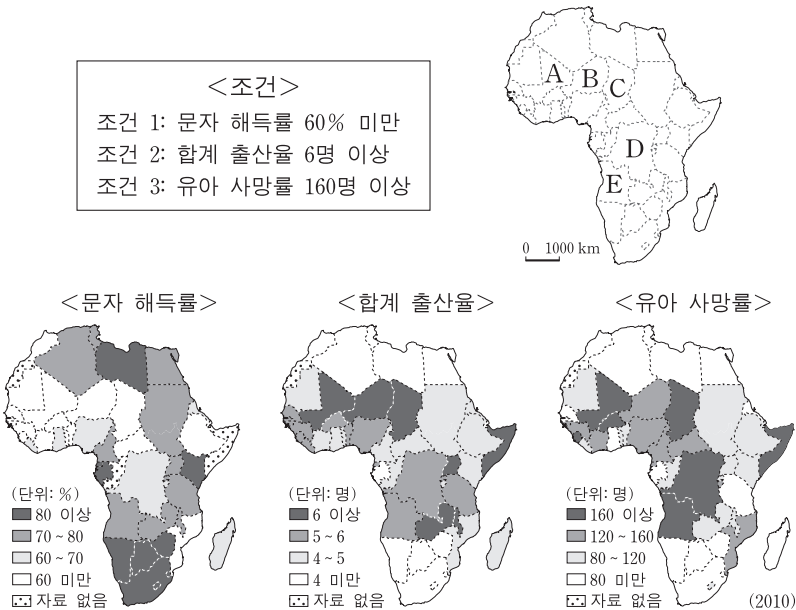 <조건>
조건 1: 문자 해득률 60% 미만
조건 2: 합계 출산율 6명 이상
조건 3: 유아 사망률 160명 이상
A
B
C
D
E
0 1000 km
<문자 해득률>
(단위: %)
80 이상
70~80
60~70
60 미만
자료 없음
<합계 출산율>
(단위: 명)
6 이상
5~6
4~5
4 미만
자료 없음
<유아 사망률>
(단위: 명)
160 이상
120~160
80~120
80 미만
자료 없음
(2010)